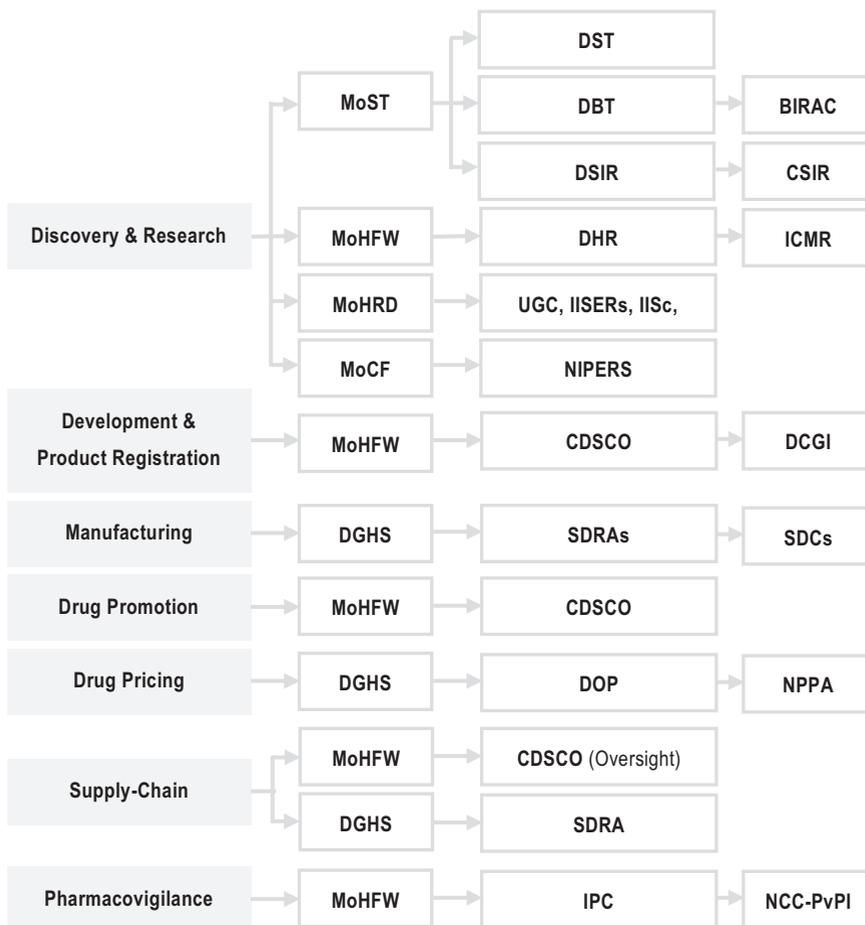 DST
MoST
DBT
BIRAC
DSIR
CSIR
Discovery & Research
MoHFW
DHR
ICMR
MoHRD
UGC, IISERs, IISc,
MoCF
NIPERS
Development &
Product Registration
MoHFW
CDSCO
DCGI
Manufacturing
DGHS
SDRAs
SDCs
Drug Promotion
MoHFW
CDSCO
Drug Pricing
DGHS
DOP
NPPA
Supply-Chain
MoHFW
CDSCO (Oversight)
DGHS
SDRA
Pharmacovigilance
MoHFW
IPC
NCC-PvPI